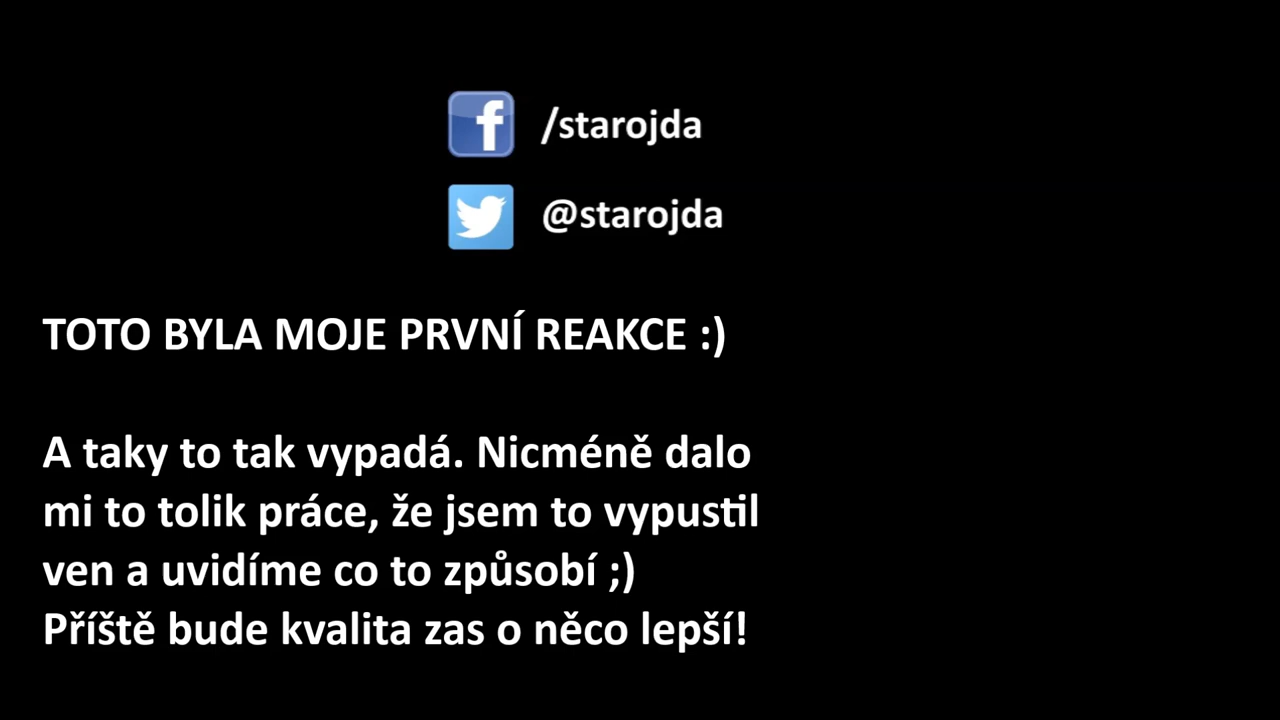 /starojda
@starojda
TOTO BYLA MOJE PRVNÍ REAKCE :)
A taky to tak vypadá. Nicméně dalo
mi to tolik práce, že jsem to vypustil
ven a uvidíme co to způsobí ;)
Příště bude kvalita zas o něco lepší!